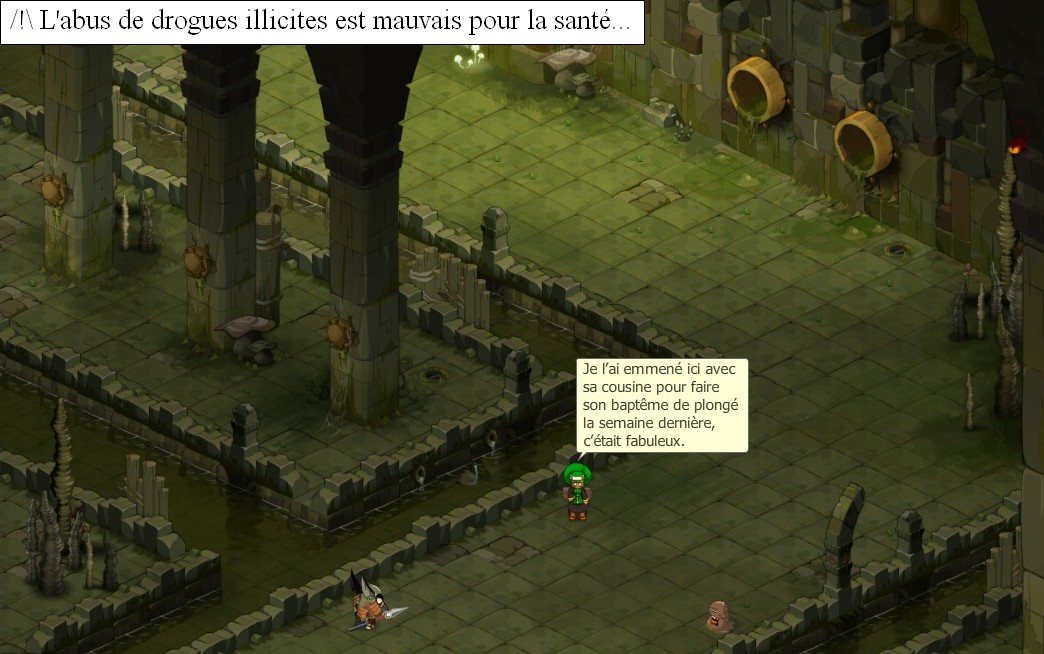 /!\ L'abus de drogues illicites est mauvais pour la santé...
Je l’ai emmené ici avec
sa cousine pour faire
son baptême de plongé
la semaine dernière,
c’était fabuleux.